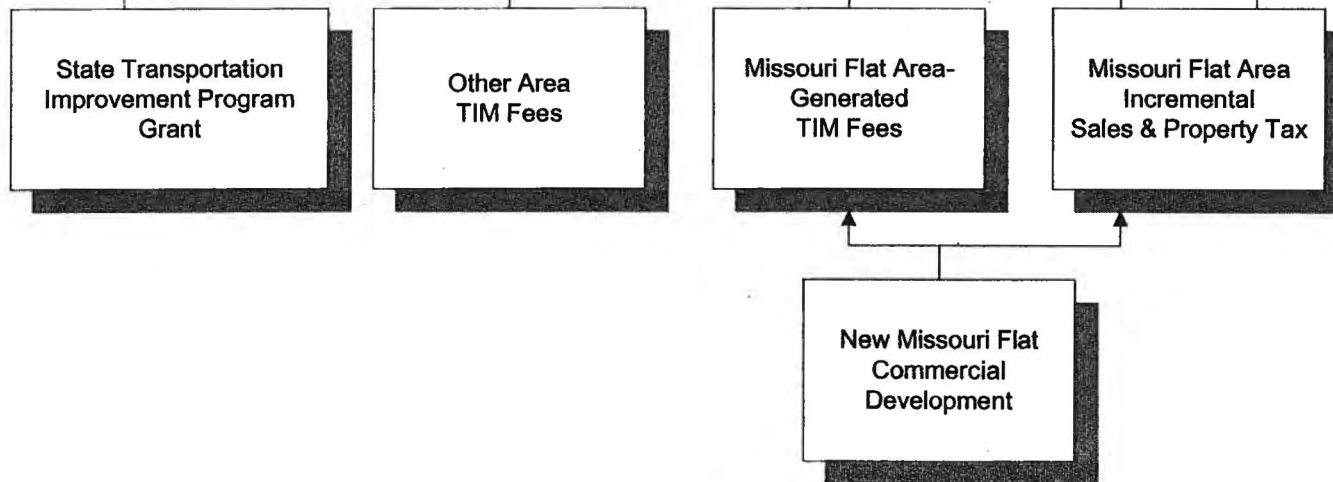 State Transportation
Improvement Program
Grant
Other Area
TIM Fees
Missouri Flat Area-
Generated
TIM Fees
Missouri Flat Area
Incremental
Sales & Property Tax
New Missouri Flat
Commercial
Development